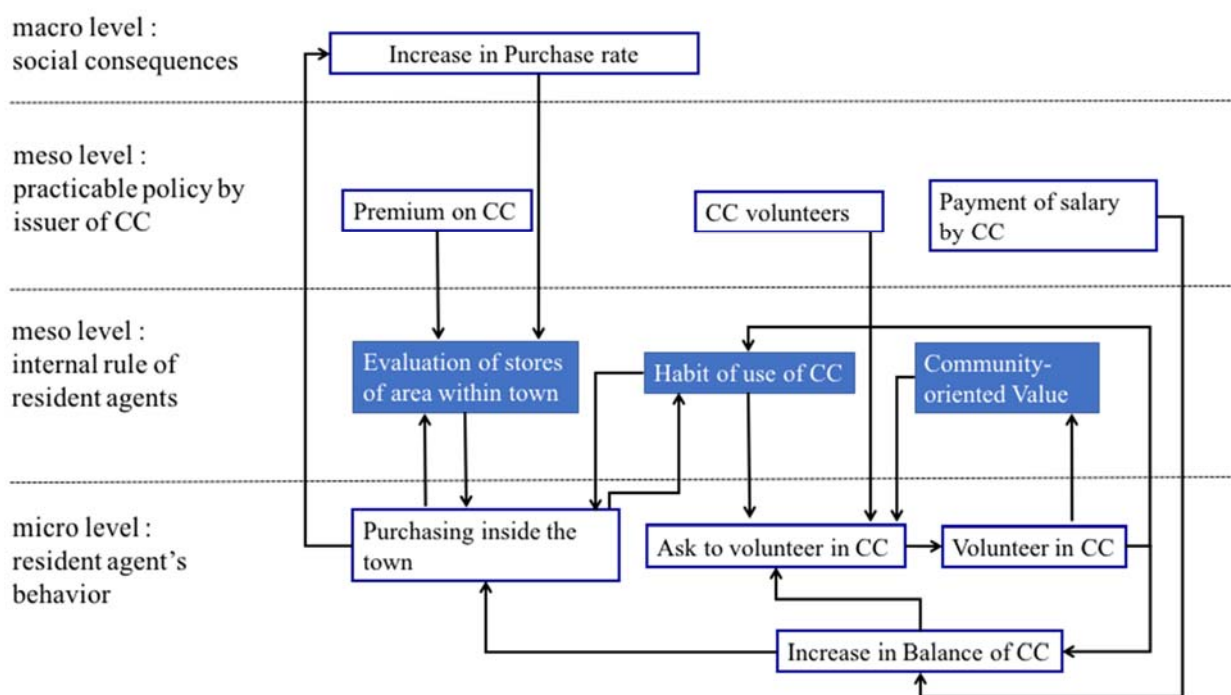 macro level :
social consequences
Increase in Purchase rate
meso level :
practicable policy by
issuer of CC
Premium on CC
CC volunteers
Payment of salary
by CC
meso level :
internal rule of
resident agents
Evaluation of stores
of area within town
Habit of use of CC
Community-
oriented Value
micro level :
resident agent's
behavior
Purchasing inside the
town
Ask to volunteer in CC
Volunteer in CC
Increase in Balance of CC